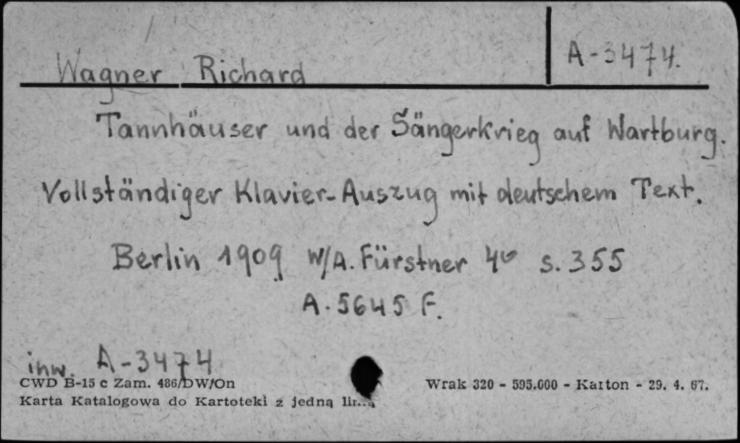 A-3474.
Wagner Richard
Tannhäuser und der Sängerkrieg auf Wartburg.
Vollständiger Klavier-Auszug mit deutschem Text.
Berlin 1909 W/A. Fürstner 4° s. 355
A. 5645 F.
inw. A-3474
CWD B-15 c Zam. 486/DW/On
Wrak 320 - 595.000 - Karton - 29. 4. 67.
Karta Katalogowa do Kartoteki z jedną